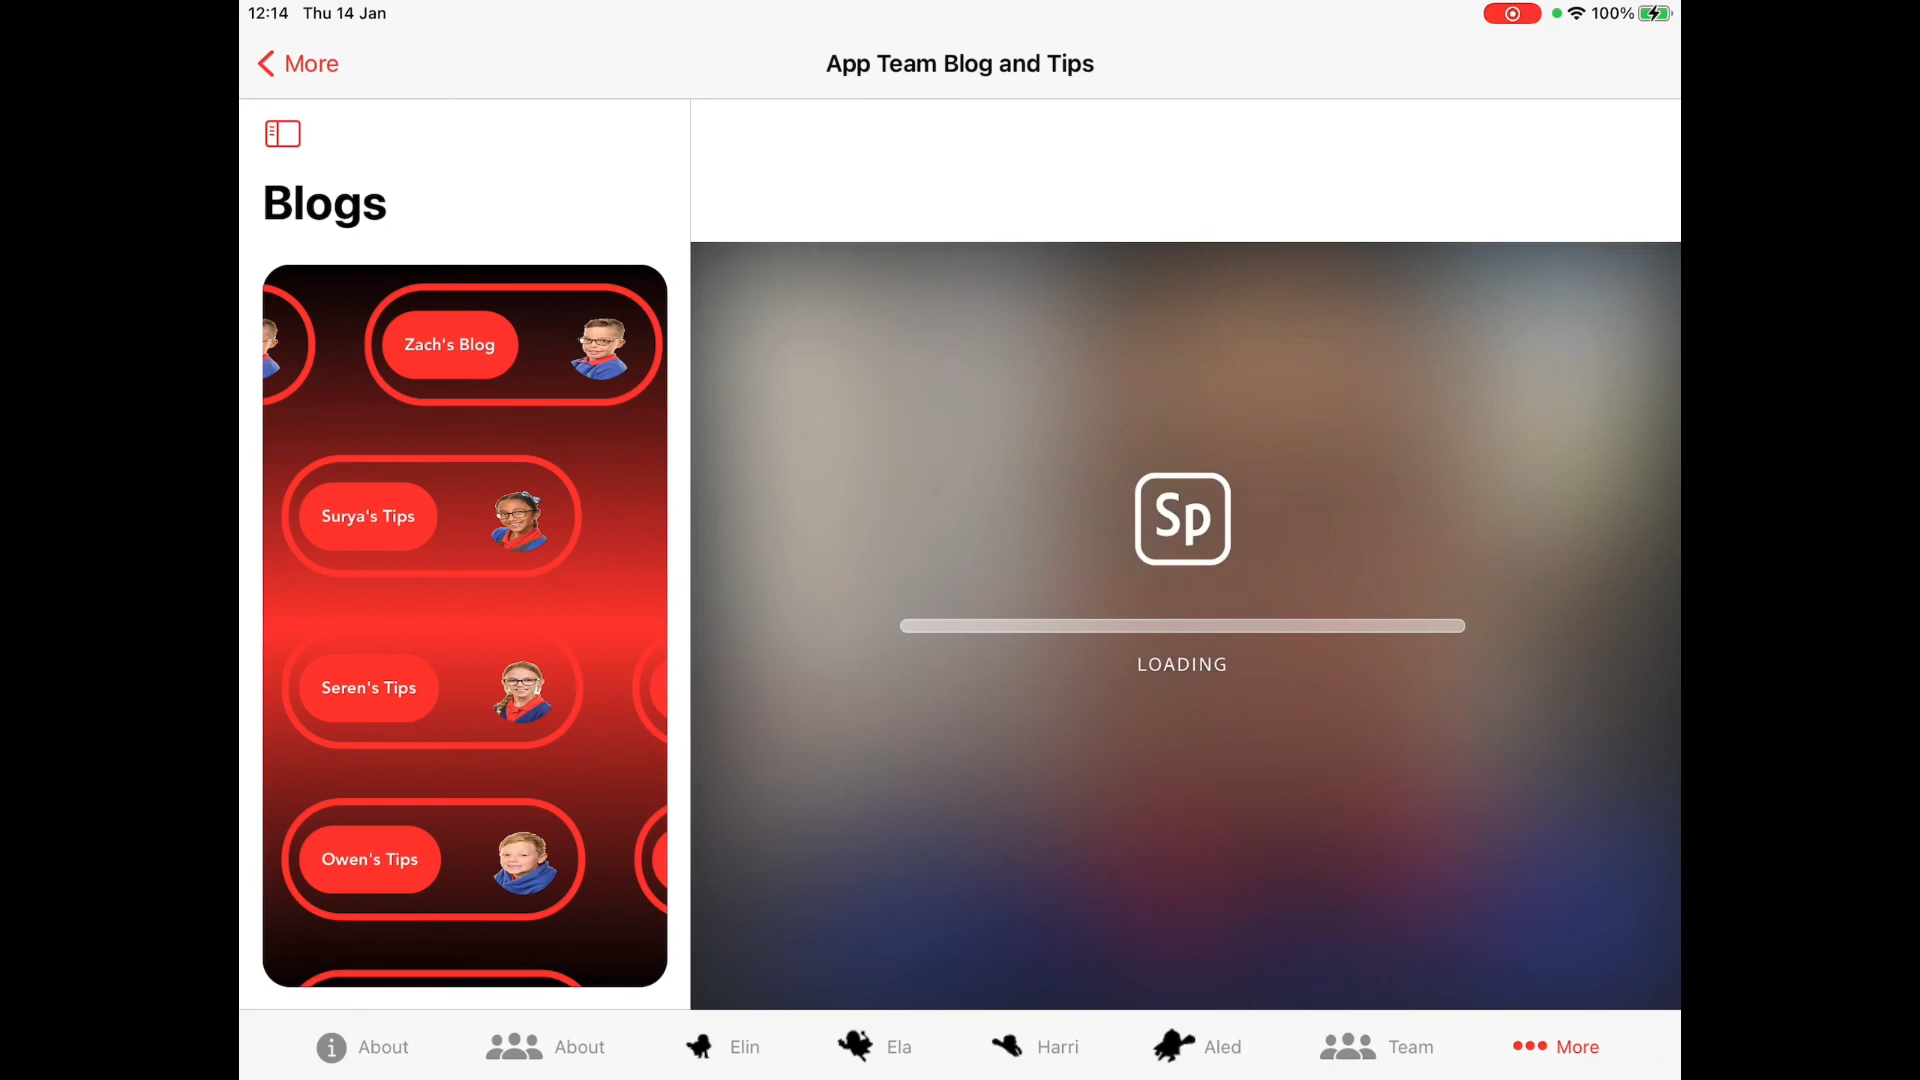 12:14 Thu 14 Jan
100%
More
App Team Blog and Tips
Blogs
Zach's Blog
Surya's Tips
Seren's Tips
Owen's Tips
Sp
LOADING
About
About
Elin
Ela
Harri
Aled
Team
More